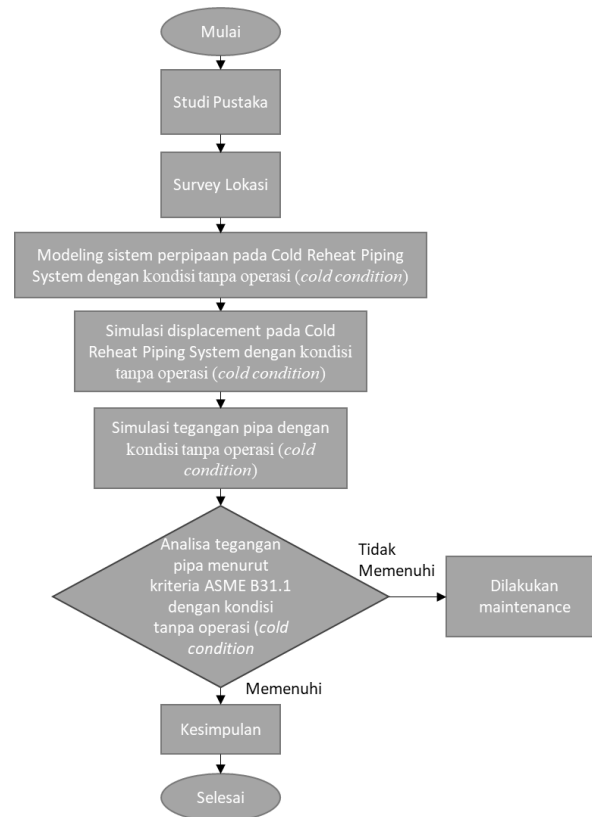 Mulai
Studi Pustaka
Survey Lokasi
Modeling sistem perpipaan pada Cold Reheat Piping
System dengan kondisi tanpa operasi (cold condition)
Simulasi displacement pada Cold
Reheat Piping System dengan kondisi
tanpa operasi (cold condition)
Simulasi tegangan pipa dengan
kondisi tanpa operasi (cold
condition)
Analisa tegangan
pipa menurut
kriteria ASME B31.1
dengan kondisi
tanpa operasi (cold
condition
Tidak
Memenuhi
Dilakukan
maintenance
Memenuhi
Kesimpulan
Selesai